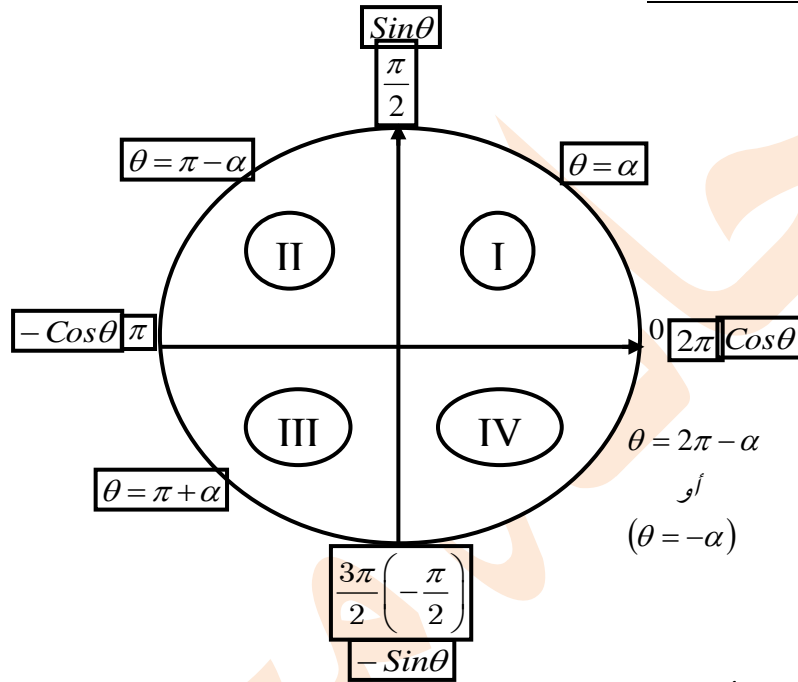 Sinθ
π/2
θ = π − α
θ = α
II
I
− Cosθ π
0 2π Cosθ
III
IV
θ = 2π − α
أو
(θ = −α)
θ = π + α
3π/2 (−π/2)
− Sinθ